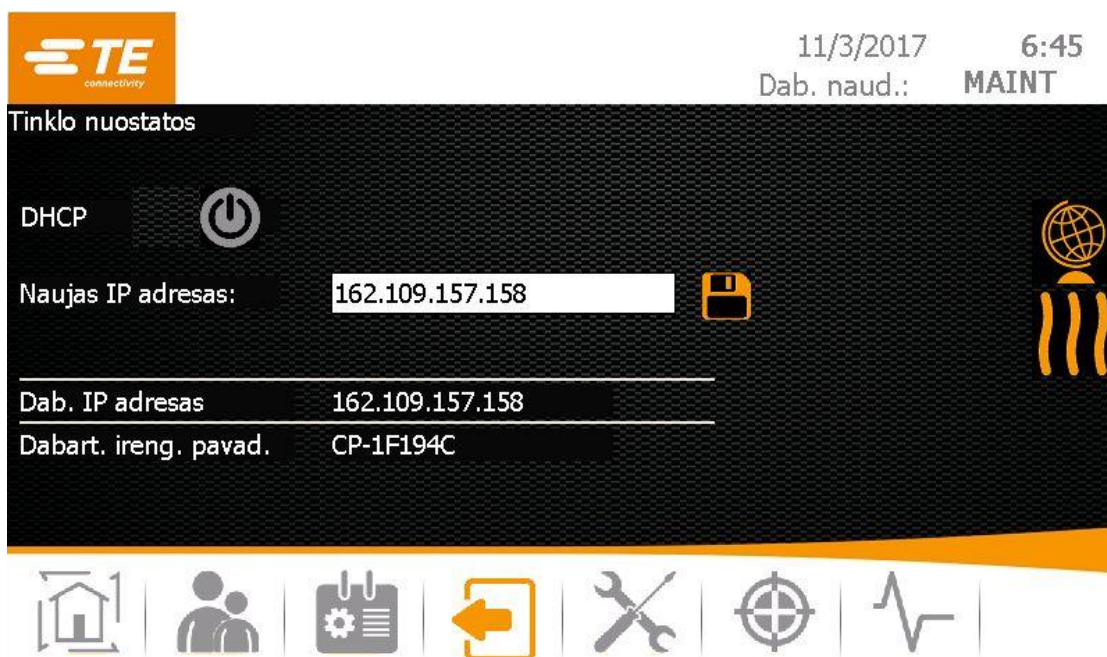 TE
connectivity
11/3/2017 6:45
Dab. naud.: MAINT
Tinklo nuostatos
DHCP
Naujas IP adresas: 162.109.157.158
Dab. IP adresas 162.109.157.158
Dabart. ireng. pavad. CP-1F194C